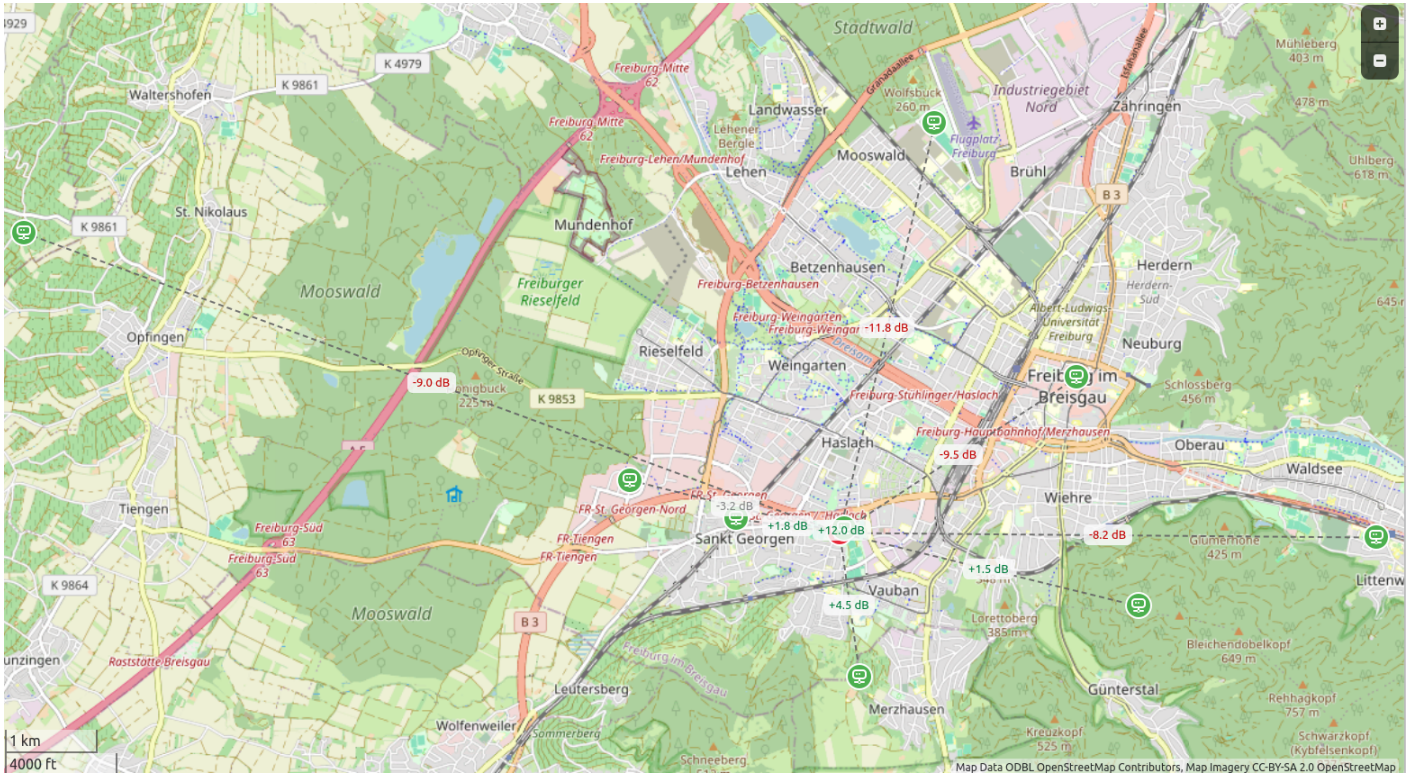 Stadtwald
K 4979
K 9861
Waltershofen
Freiburg-Mitte
62
Granadaallee
Isfahanallee
Muhleberg
403 m
478 m
Wolfsbuck
260 m
Industriegebiet
Nord
Zähringen
Landwasser
Freiburg-Mitte
62
Lehener
Bergle
Flugplatz
Freiburg
Mooswald
Freiburg-Lehen/Mundenhof
Lehen
Brühl
Uhlberg
618 m
B 3
St. Nikolaus
K 9861
Mundenhof
Betzenhausen
Herdern
Herdern-
Süd
Mooswald
Freiburger
Rieselfeld
Freiburg-Betzenhausen
Albert-Ludwigs-
Universität
Freiburg
Freiburg-Weingarten
-11.8 dB
Opfingen
Dreisam
Neuburg
Rieselfeld
Opfinger Straße
Weingarten
-9.0 dB
225 m
K 9853
Freiburg im
Breisgau
Schlossberg
456 m
Freiburg-Stühlinger/Haslach
Freiburg-Hauptbahnhof/Merzhausen
Haslach
Oberau
-9.5 dB
Waldsee
FR-St. Georgen
Wiehre
Tiengen
FR-St. Georgen-Nord
-3.2 dB
+1.8 dB
+12.0 dB
Freiburg-Süd
63
Freiburg-Süd
63
FR-Tiengen
FR-Tiengen
Sankt Georgen
-8.2 dB
425 m
+1.5 dB
K 9864
Vauban
+4.5 dB
Mooswald
B 3
Lorettoberg
385 m
Bleichendobelkopf
649 m
Raststätte Breisgau
Freiburg im Breisgau
Leutersberg
Günterstal
Rehhagkopf
757 m
Merzhausen
Wolfenweiler
Sommerberg
Kreuzkopf
525 m
Schwarzkopf
(Kybfelsenkopf)
Schneeberg
1 km
4000 ft
Map Data ODBL OpenStreetMap Contributors, Map Imagery CC-BY-SA 2.0 OpenStreetMap